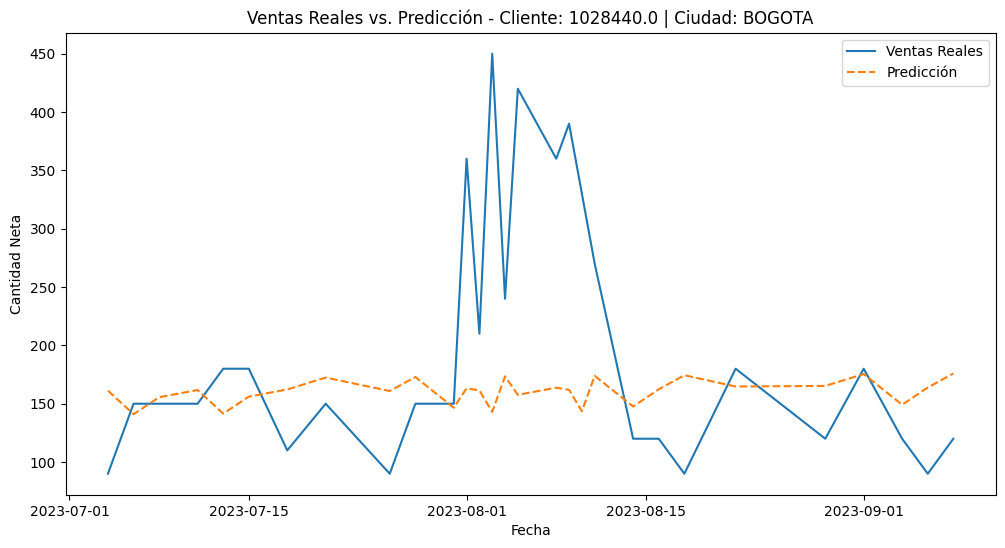 Ventas Reales vs. Predicción - Cliente: 1028440.0 | Ciudad: BOGOTA
Ventas Reales
Predicción
Cantidad Neta
450
400
350
300
250
200
150
100
2023-07-01
2023-07-15
2023-08-01
2023-08-15
2023-09-01
Fecha